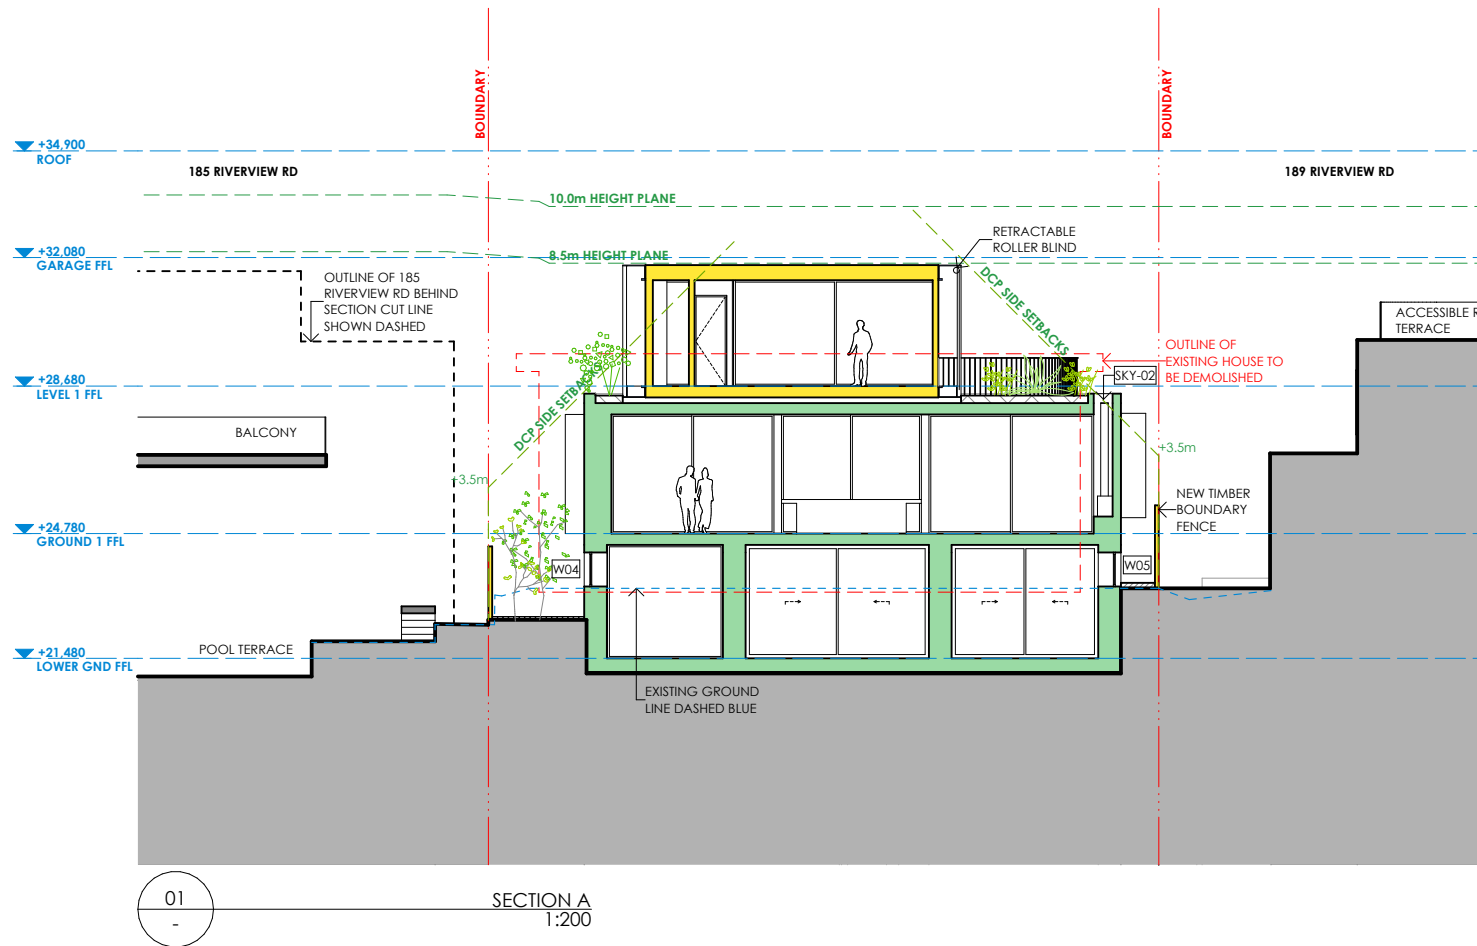 BOUNDARY
BOUNDARY
+34,900
ROOF
185 RIVERVIEW RD
189 RIVERVIEW RD
10.0m HEIGHT PLANE
RETRACTABLE
ROLLER BLIND
+32,080
GARAGE FFL
8.5m HEIGHT PLANE
OUTLINE OF 185
RIVERVIEW RD BEHIND
SECTION CUT LINE
SHOWN DASHED
DCP SIDE SETBACKS
ACCESSIBLE R
TERRACE
OUTLINE OF
EXISTING HOUSE TO
BE DEMOLISHED
SKY-02
+28,680
LEVEL 1 FFL
DCP SIDE SETBACKS
BALCONY
+3.5m
+3.5m
NEW TIMBER
BOUNDARY
FENCE
+24,780
GROUND 1 FFL
W04
W05
POOL TERRACE
+21,480
LOWER GND FFL
EXISTING GROUND
LINE DASHED BLUE
01
-
SECTION A
1:200